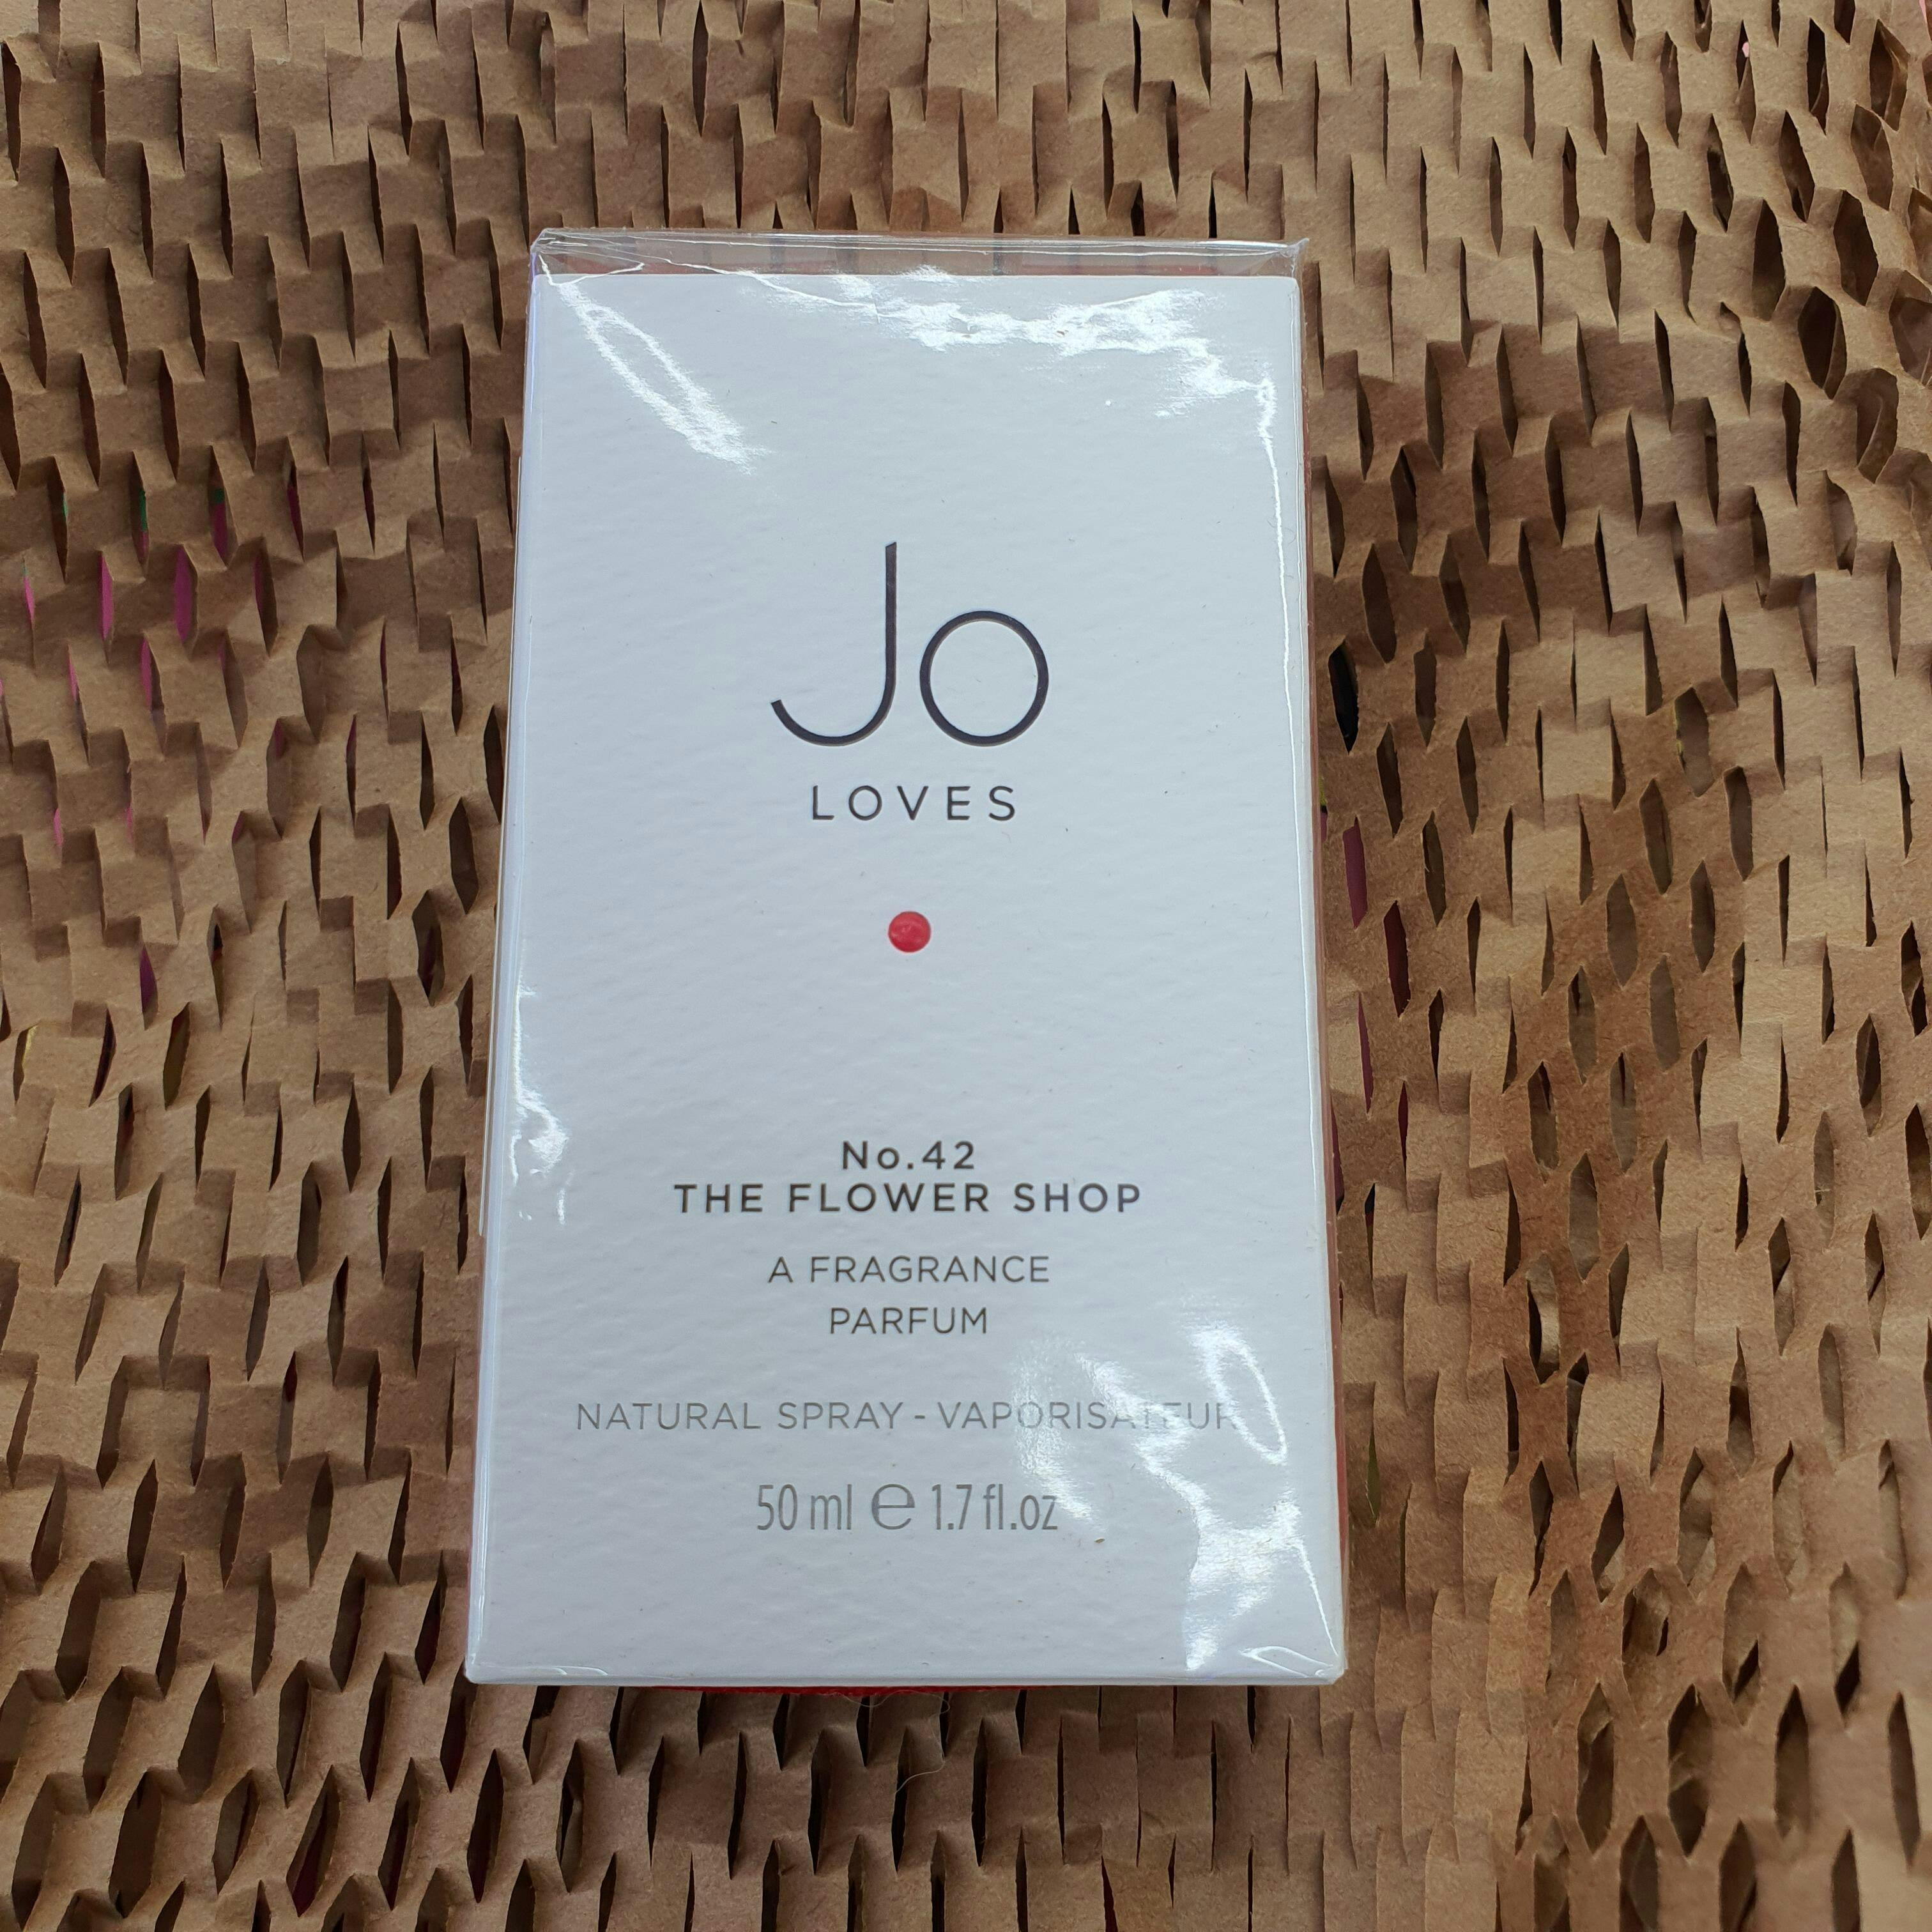 Jo
LOVES
No.42
THE FLOWER SHOP
A FRAGRANCE
PARFUM
NATURAL SPRAY - VAPORISATEUR
50 ml ℮ 1.7 fl.oz